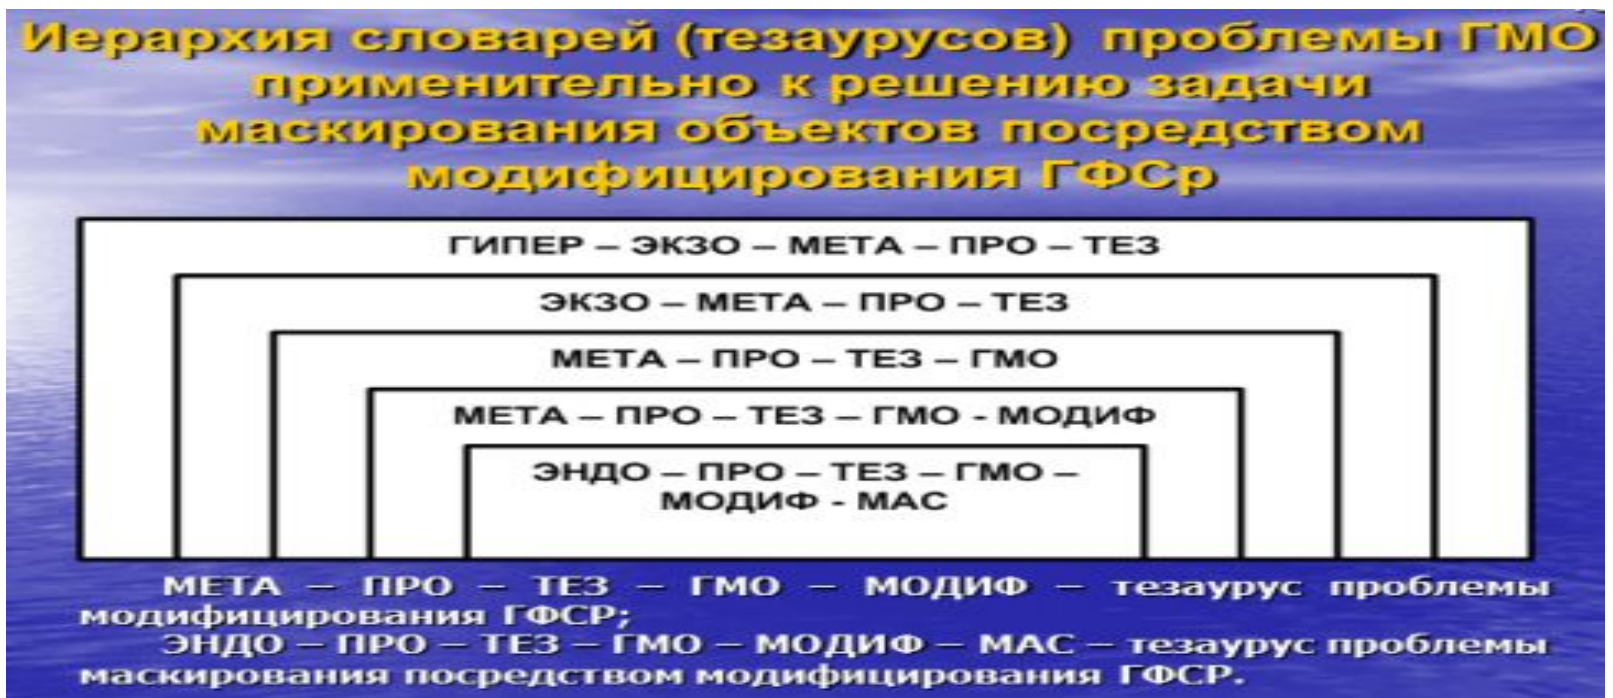 Иерархия словарей (тезаурусов) проблемы ГМО
применительно к решению задачи
маскирования объектов посредством
модифицирования ГФСр
ГИПЕР – ЭКЗО – МЕТА – ПРО – ТЕЗ
ЭКЗО – МЕТА – ПРО – ТЕЗ
МЕТА – ПРО – ТЕЗ – ГМО
МЕТА – ПРО – ТЕЗ – ГМО - МОДИФ
ЭНДО – ПРО – ТЕЗ – ГМО –
МОДИФ - МАС
МЕТА – ПРО – ТЕЗ – ГМО – МОДИФ – тезаурус проблемы
модифицирования ГФСР;
ЭНДО – ПРО – ТЕЗ – ГМО – МОДИФ – МАС – тезаурус проблемы
маскирования посредством модифицирования ГФСР.